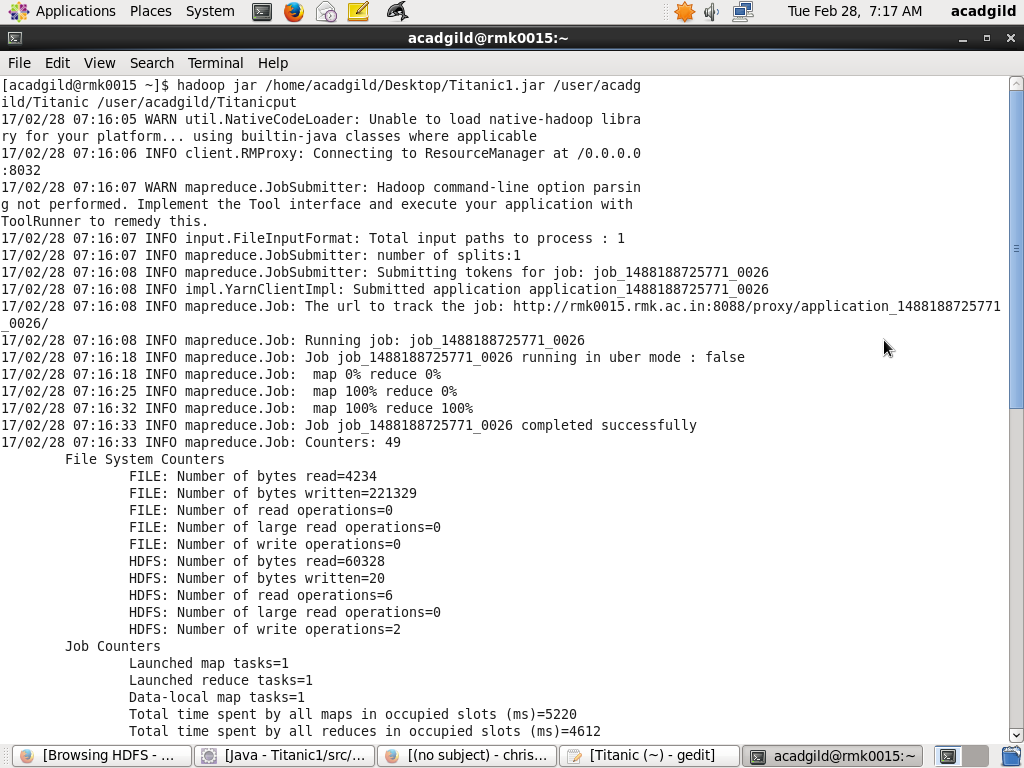 Applications Places System Tue Feb 28, 7:17 AM acadgild
acadgild@rmk0015:~
File Edit View Search Terminal Help
[acadgild@rmk0015 ~]$ hadoop jar /home/acadgild/Desktop/Titanic1.jar /user/acadg
ild/Titanic /user/acadgild/Titanicput
17/02/28 07:16:05 WARN util.NativeCodeLoader: Unable to load native-hadoop libra
ry for your platform... using builtin-java classes where applicable
17/02/28 07:16:06 INFO client.RMProxy: Connecting to ResourceManager at /0.0.0.0
:8032
17/02/28 07:16:07 WARN mapreduce.JobSubmitter: Hadoop command-line option parsin
g not performed. Implement the Tool interface and execute your application with
ToolRunner to remedy this.
17/02/28 07:16:07 INFO input.FileInputFormat: Total input paths to process : 1
17/02/28 07:16:07 INFO mapreduce.JobSubmitter: number of splits:1
17/02/28 07:16:08 INFO mapreduce.JobSubmitter: Submitting tokens for job: job_1488188725771_0026
17/02/28 07:16:08 INFO impl.YarnClientImpl: Submitted application application_1488188725771_0026
17/02/28 07:16:08 INFO mapreduce.Job: The url to track the job: http://rmk0015.rmk.ac.in:8088/proxy/application_1488188725771
_0026/
17/02/28 07:16:08 INFO mapreduce.Job: Running job: job_1488188725771_0026
17/02/28 07:16:18 INFO mapreduce.Job: Job job_1488188725771_0026 running in uber mode : false
17/02/28 07:16:18 INFO mapreduce.Job:  map 0% reduce 0%
17/02/28 07:16:25 INFO mapreduce.Job:  map 100% reduce 0%
17/02/28 07:16:32 INFO mapreduce.Job:  map 100% reduce 100%
17/02/28 07:16:33 INFO mapreduce.Job: Job job_1488188725771_0026 completed successfully
17/02/28 07:16:33 INFO mapreduce.Job: Counters: 49
File System Counters
FILE: Number of bytes read=4234
FILE: Number of bytes written=221329
FILE: Number of read operations=0
FILE: Number of large read operations=0
FILE: Number of write operations=0
HDFS: Number of bytes read=60328
HDFS: Number of bytes written=20
HDFS: Number of read operations=6
HDFS: Number of large read operations=0
HDFS: Number of write operations=2
Job Counters
Launched map tasks=1
Launched reduce tasks=1
Data-local map tasks=1
Total time spent by all maps in occupied slots (ms)=5220
Total time spent by all reduces in occupied slots (ms)=4612
[Browsing HDFS - ... [Java - Titanic1/src/... [(no subject) - chris... [Titanic (~) - gedit] acadgild@rmk0015:~